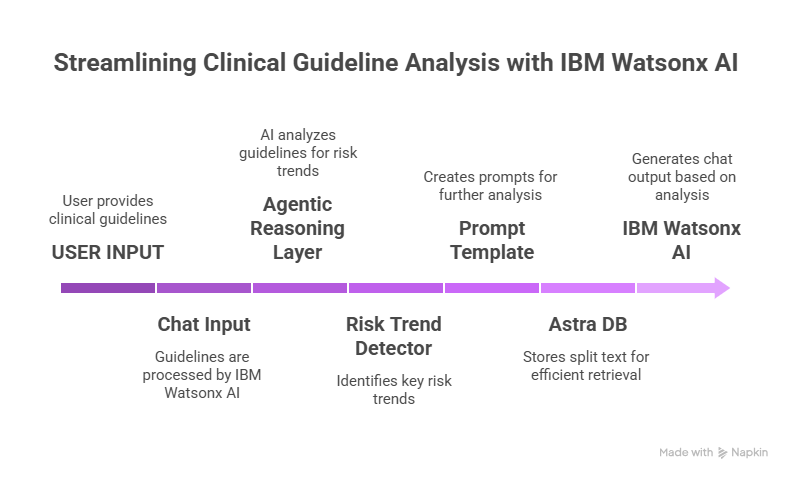 Streamlining Clinical Guideline Analysis with IBM Watsonx AI
User provides
clinical guidelines
USER INPUT
Chat Input
Guidelines are
processed by IBM
Watsonx AI
AI analyzes
guidelines for risk
trends
Agentic
Reasoning
Layer
Risk Trend
Detector
Identifies key risk
trends
Creates prompts for
further analysis
Prompt
Template
Astra DB
Stores split text for
efficient retrieval
Generates chat
output based on
analysis
IBM Watsonx
AI
Made with Napkin